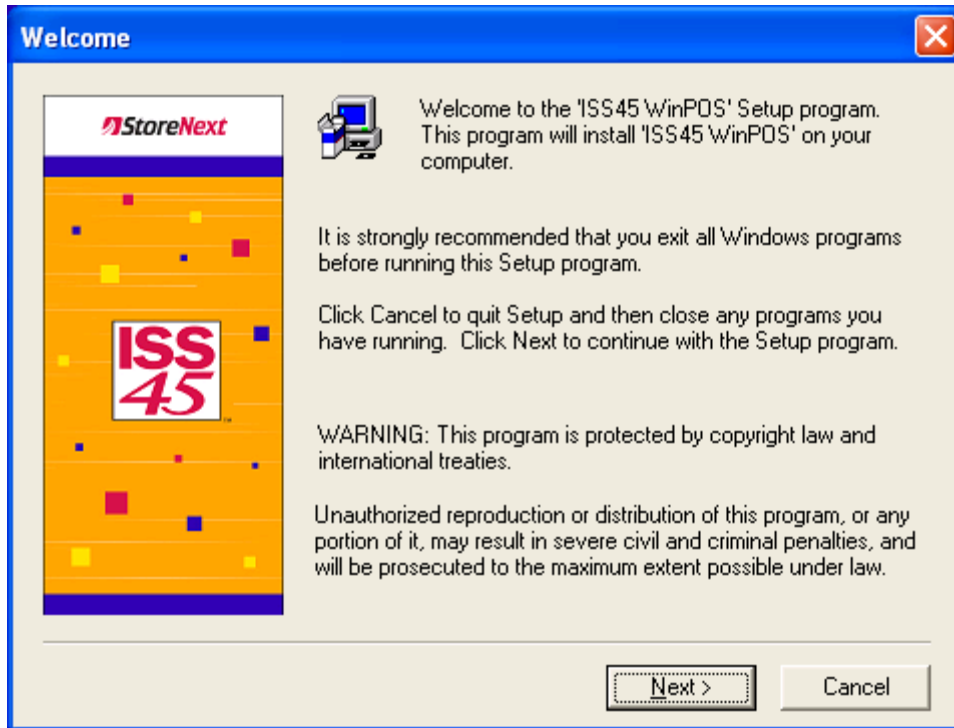 Welcome
StoreNext
Welcome to the 'ISS45 WinPOS' Setup program.
This program will install 'ISS45 WinPOS' on your
computer.
It is strongly recommended that you exit all Windows programs
before running this Setup program.
Click Cancel to quit Setup and then close any programs you
have running.  Click Next to continue with the Setup program.
ISS
45
™
WARNING: This program is protected by copyright law and
international treaties.
Unauthorized reproduction or distribution of this program, or any
portion of it, may result in severe civil and criminal penalties, and
will be prosecuted to the maximum extent possible under law.
Next >
Cancel